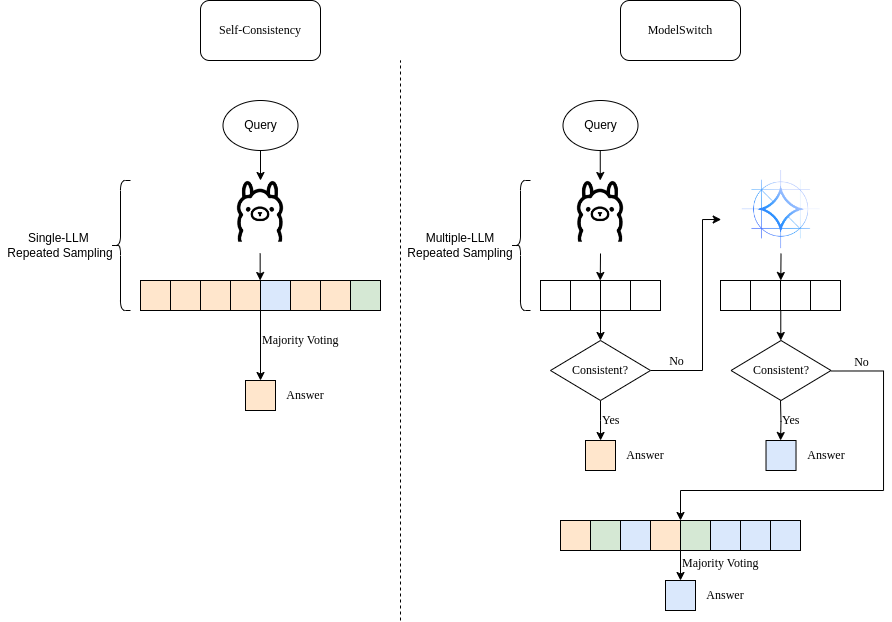 Self-Consistency
Query
Single-LLM
Repeated Sampling
Majority Voting
Answer
ModelSwitch
Query
Multiple-LLM
Repeated Sampling
Consistent?
No
Yes
Answer
Consistent?
No
Yes
Answer
Majority Voting
Answer